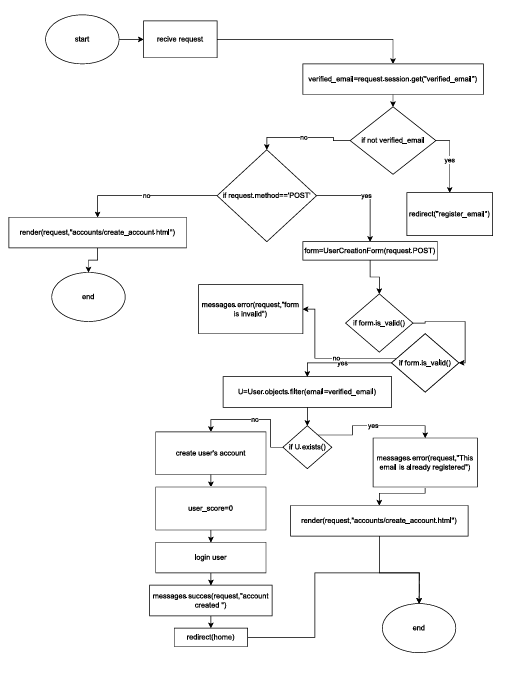 start
recive request
verified_email=request.session.get("verified_email")
if not verified_email
no
yes
if request.method=='POST'
redirect("register_email")
no
yes
render(request,"accounts/create_account.html")
form=UserCreationForm(request.POST)
end
messages.error(request,"form
is invalid")
if form.is_valid()
no
yes
if form.is_valid()
U=User.objects.filter(email=verified_email)
no
yes
if U.exists()
create user's account
messages.error(request,"This
email is already registered")
user_score=0
render(request,"accounts/create_account.html")
login user
messages.succes(request,"account
created ")
redirect(home)
end